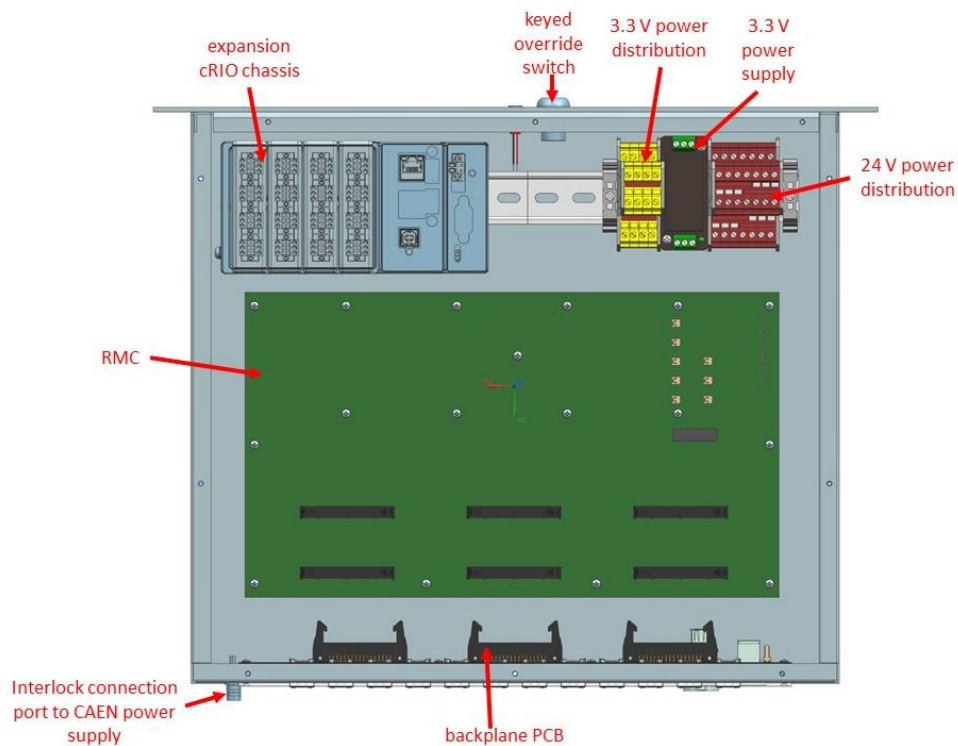 expansion
cRIO chassis
keyed
override
switch
3.3 V power
distribution
3.3 V
power
supply
24 V power
distribution
RMC
Interlock connection
port to CAEN power
supply
backplane PCB